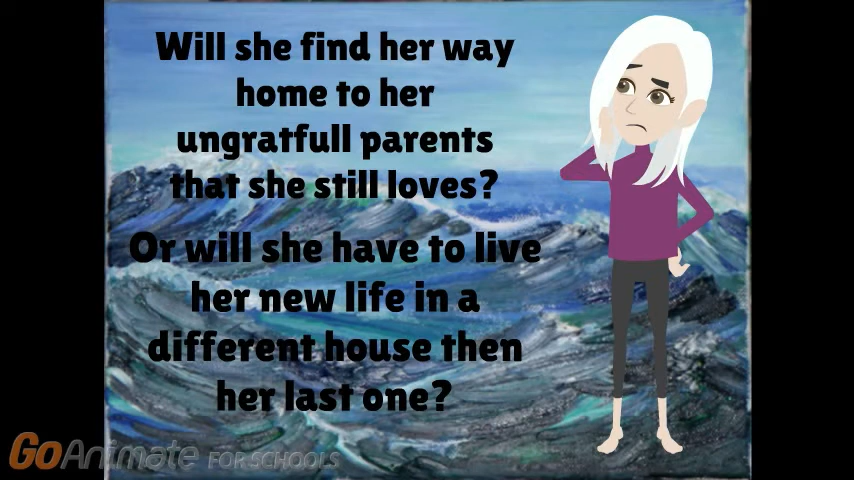 Will she find her way
home to her
ungratfull parents
that she still loves?
Or will she have to live
her new life in a
different house then
her last one?
GoAnimate FOR SCHOOLS